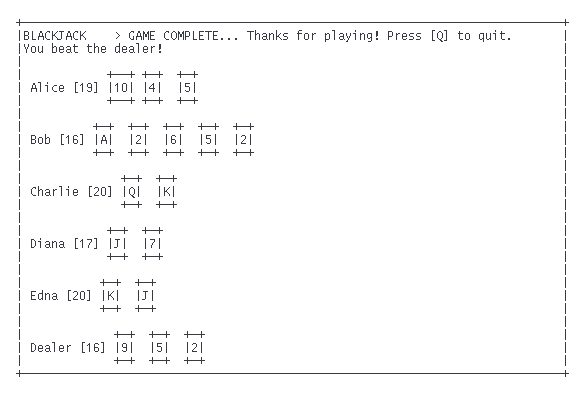 BLACKJACK > GAME COMPLETE... Thanks for playing! Press [Q] to quit.
You beat the dealer!
Alice [19] |10| |4| |5|
Bob [16] |A| |2| |6| |5| |2|
Charlie [20] |Q| |K|
Diana [17] |J| |7|
Edna [20] |K| |J|
Dealer [16] |9| |5| |2|